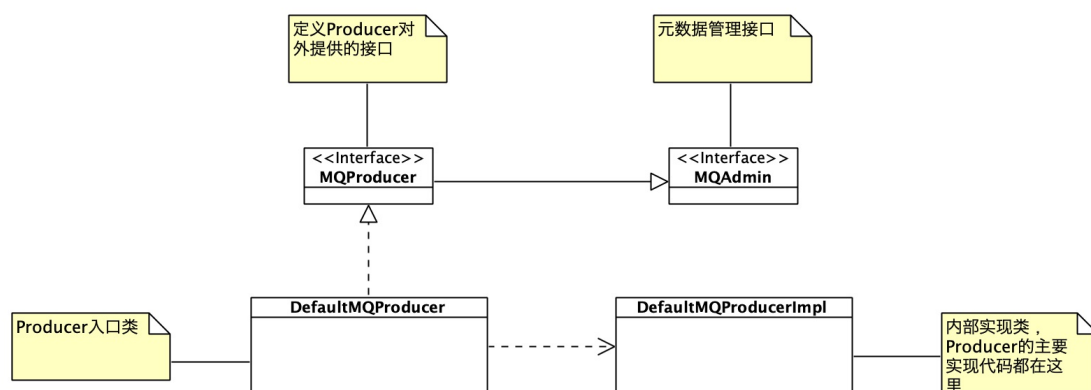 定义Producer对
外提供的接口
元数据管理接口
<<Interface>>
MQProducer
<<Interface>>
MQAdmin
DefaultMQProducer
DefaultMQProducerImpl
Producer入口类
内部实现类，
Producer的主要
实现代码都在这
里